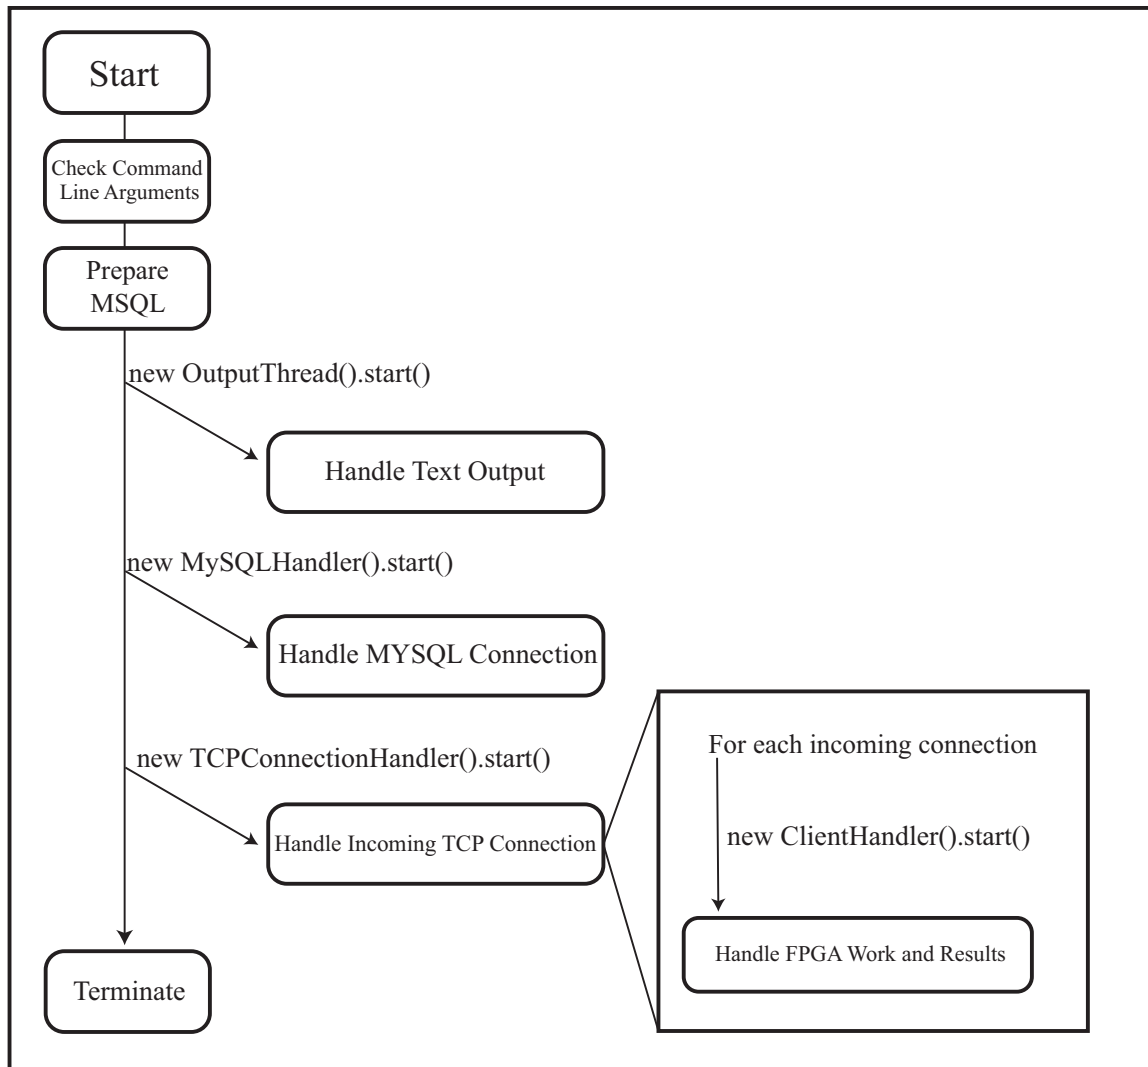 Start
Check Command
Line Arguments
Prepare
MSQL
new OutputThread().start()
Handle Text Output
new MySQLHandler().start()
Handle MYSQL Connection
new TCPConnectionHandler().start()
Handle Incoming TCP Connection
For each incoming connection
new ClientHandler().start()
Handle FPGA Work and Results
Terminate